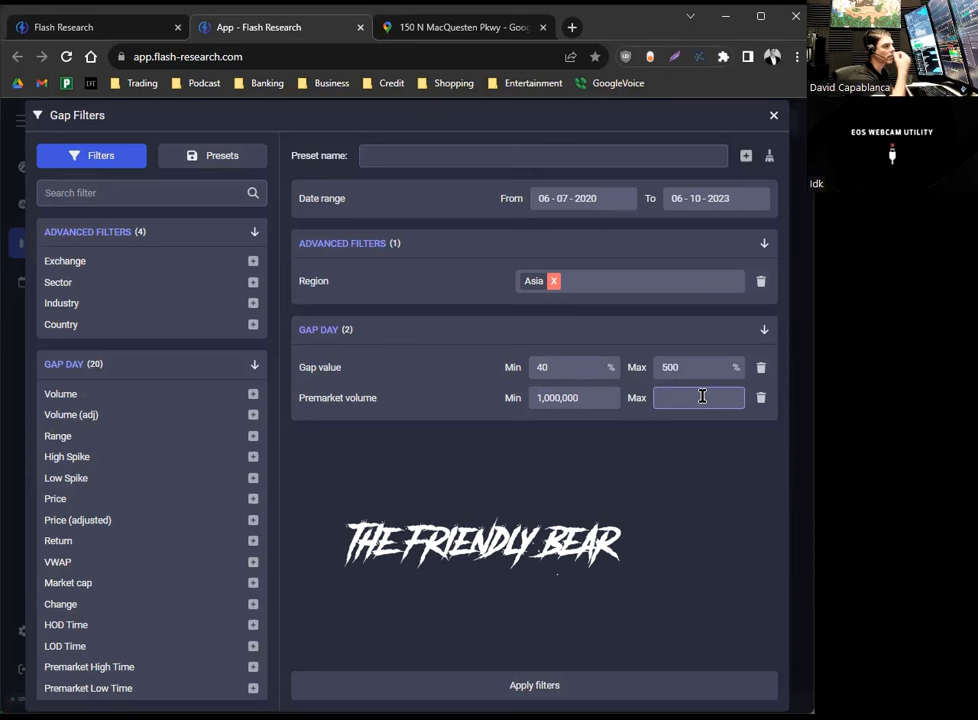 Flash Research
App - Flash Research
150 N MacQuesten Pkwy - Goo
app.flash-research.com
Trading
Podcast
Banking
Business
Credit
Shopping
Entertainment
GoogleVoice
David Capablanca
EOS WEBCAM UTILITY
Idk
Gap Filters
Filters
Presets
Preset name:
Search filter
Date range
From
06 - 07 - 2020
To
06 - 10 - 2023
ADVANCED FILTERS (4)
Exchange
Sector
Industry
Country
ADVANCED FILTERS (1)
Region
Asia X
GAP DAY (2)
Gap value
Min
40 %
Max
500 %
Premarket volume
Min
1,000,000
Max
GAP DAY (20)
Volume
Volume (adj)
Range
High Spike
Low Spike
Price
Price (adjusted)
Return
VWAP
Market cap
Change
HOD Time
LOD Time
Premarket High Time
Premarket Low Time
THE FRIENDLY BEAR
Apply filters